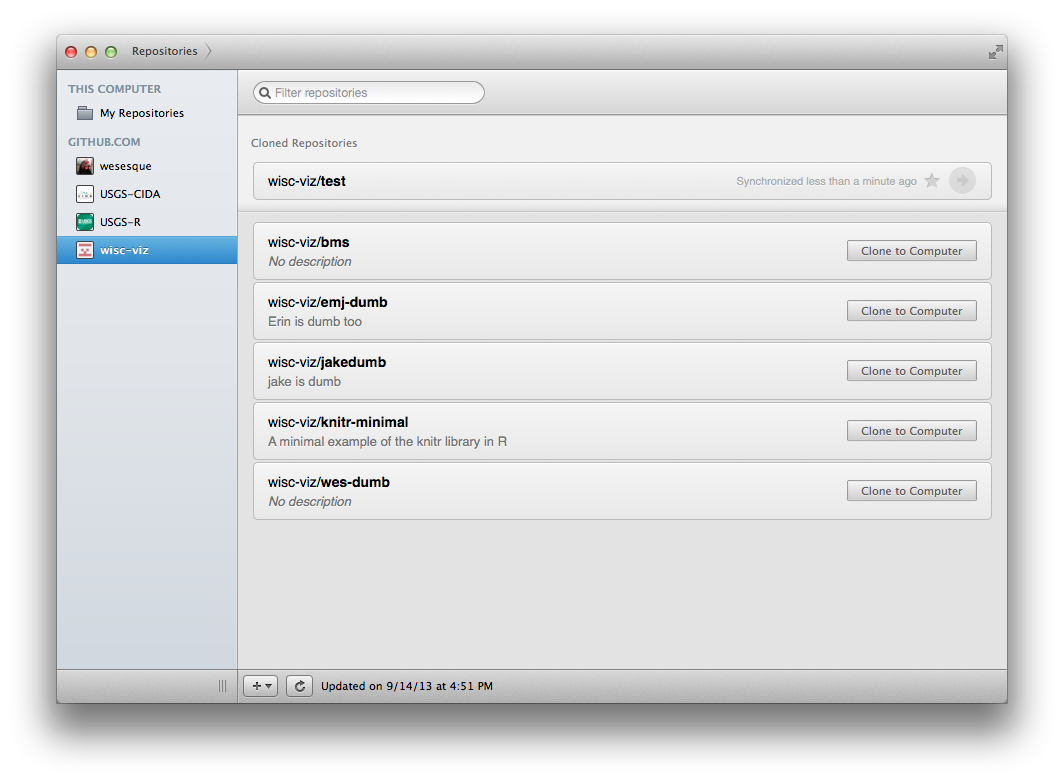 Repositories
THIS COMPUTER
My Repositories
GITHUB.COM
wesesque
USGS-CIDA
USGS-R
wisc-viz
Filter repositories
Cloned Repositories
wisc-viz/test
Synchronized less than a minute ago
wisc-viz/bms
No description
Clone to Computer
wisc-viz/emj-dumb
Erin is dumb too
Clone to Computer
wisc-viz/jakedumb
jake is dumb
Clone to Computer
wisc-viz/knitr-minimal
A minimal example of the knitr library in R
Clone to Computer
wisc-viz/wes-dumb
No description
Clone to Computer
Updated on 9/14/13 at 4:51 PM